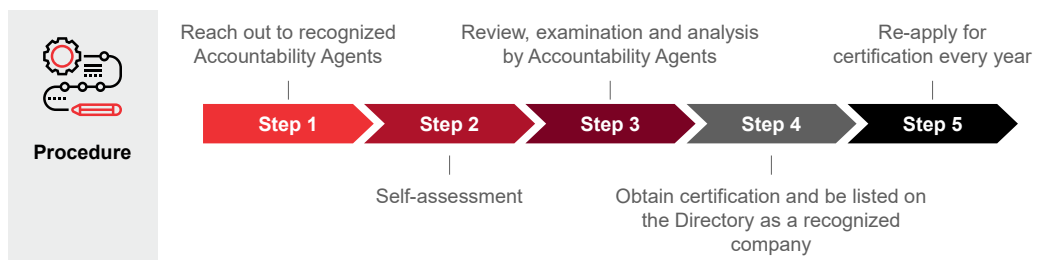 Procedure
Reach out to recognized
Accountability Agents
Review, examination and analysis
by Accountability Agents
Re-apply for
certification every year
Step 1
Step 2
Step 3
Step 4
Step 5
Self-assessment
Obtain certification and be listed on
the Directory as a recognized
company